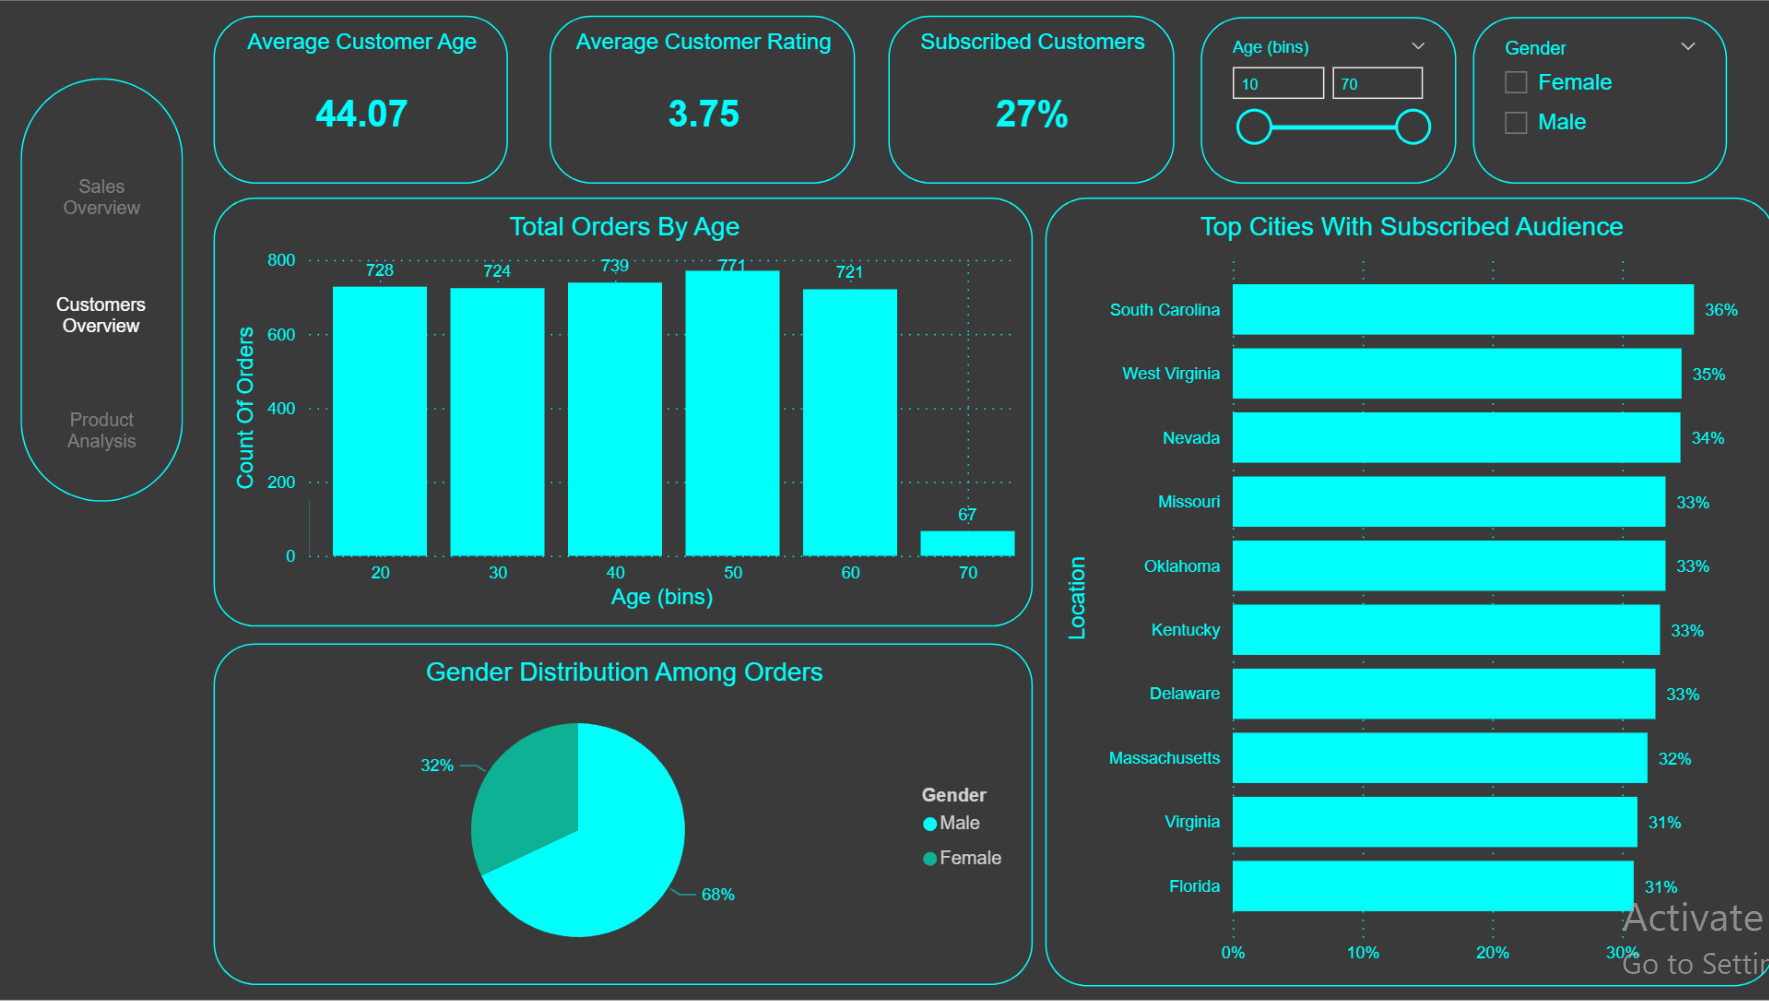 Sales
Overview
Customers
Overview
Product
Analysis
Average Customer Age
44.07
Average Customer Rating
3.75
Subscribed Customers
27%
Age (bins)
10
70
Gender
Female
Male
Total Orders By Age
Count Of Orders
800
600
400
200
0
728
724
739
771
721
67
20
30
40
50
60
70
Age (bins)
Gender Distribution Among Orders
32%
68%
Gender
Male
Female
Top Cities With Subscribed Audience
Location
South Carolina 36%
West Virginia 35%
Nevada 34%
Missouri 33%
Oklahoma 33%
Kentucky 33%
Delaware 33%
Massachusetts 32%
Virginia 31%
Florida 31%
0%
10%
20%
30%
Activate
Go to Settin